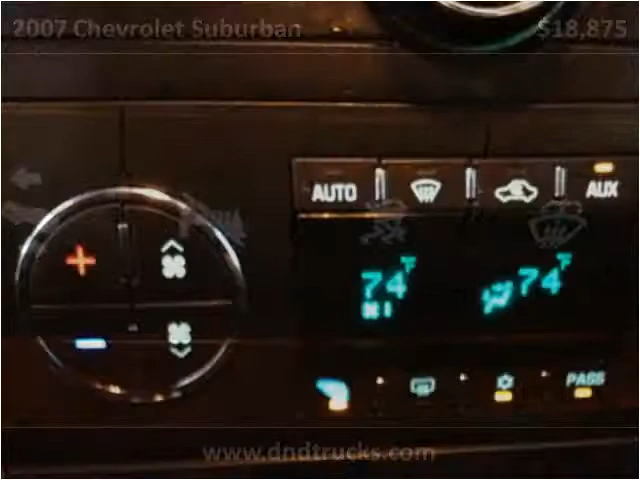 2007 Chevrolet Suburban $18,875
AUTO AUX
74°F 74°F
PASS
www.dndtrucks.com